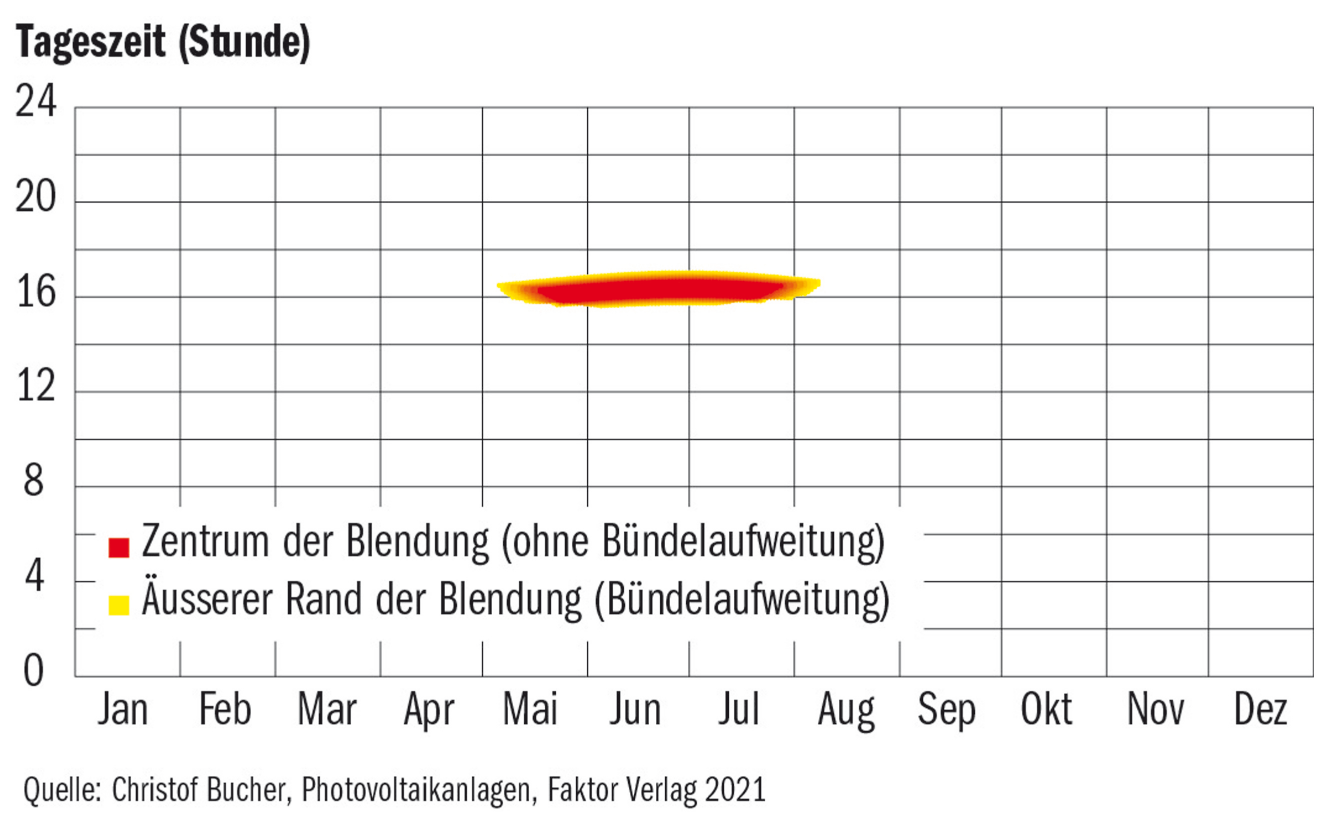 Tageszeit (Stunde)
24
20
16
12
8
4
0
Zentrum der Blendung (ohne Bündelaufweitung)
Äusserer Rand der Blendung (Bündelaufweitung)
Jan Feb Mar Apr Mai Jun Jul Aug Sep Okt Nov Dez
Quelle: Christof Bucher, Photovoltaikanlagen, Faktor Verlag 2021